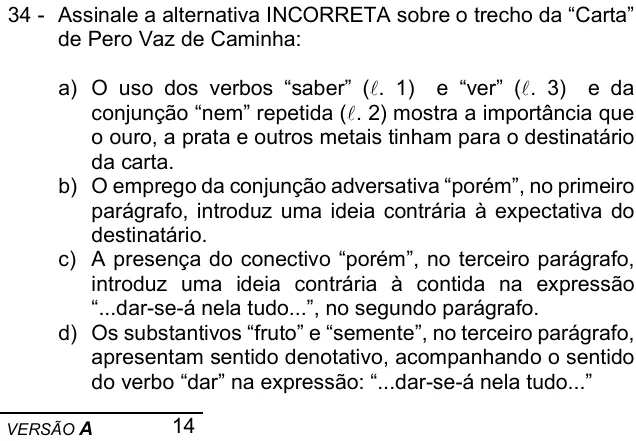 34 - Assinale a alternativa INCORRETA sobre o trecho da “Carta”
de Pero Vaz de Caminha:
a) O uso dos verbos “saber” (ℓ. 1) e “ver” (ℓ. 3) e da
conjunção “nem” repetida (ℓ. 2) mostra a importância que
o ouro, a prata e outros metais tinham para o destinatário
da carta.
b) O emprego da conjunção adversativa “porém”, no primeiro
parágrafo, introduz uma ideia contrária à expectativa do
destinatário.
c) A presença do conectivo “porém”, no terceiro parágrafo,
introduz uma ideia contrária à contida na expressão
“...dar-se-á nela tudo...”, no segundo parágrafo.
d) Os substantivos “fruto” e “semente”, no terceiro parágrafo,
apresentam sentido denotativo, acompanhando o sentido
do verbo “dar” na expressão: “...dar-se-á nela tudo...”
VERSÃO A 14